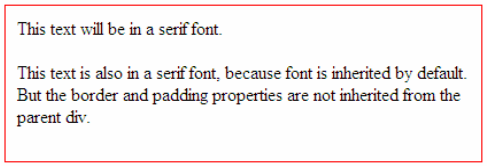 This text will be in a serif font.
This text is also in a serif font, because font is inherited by default.
But the border and padding properties are not inherited from the
parent div.